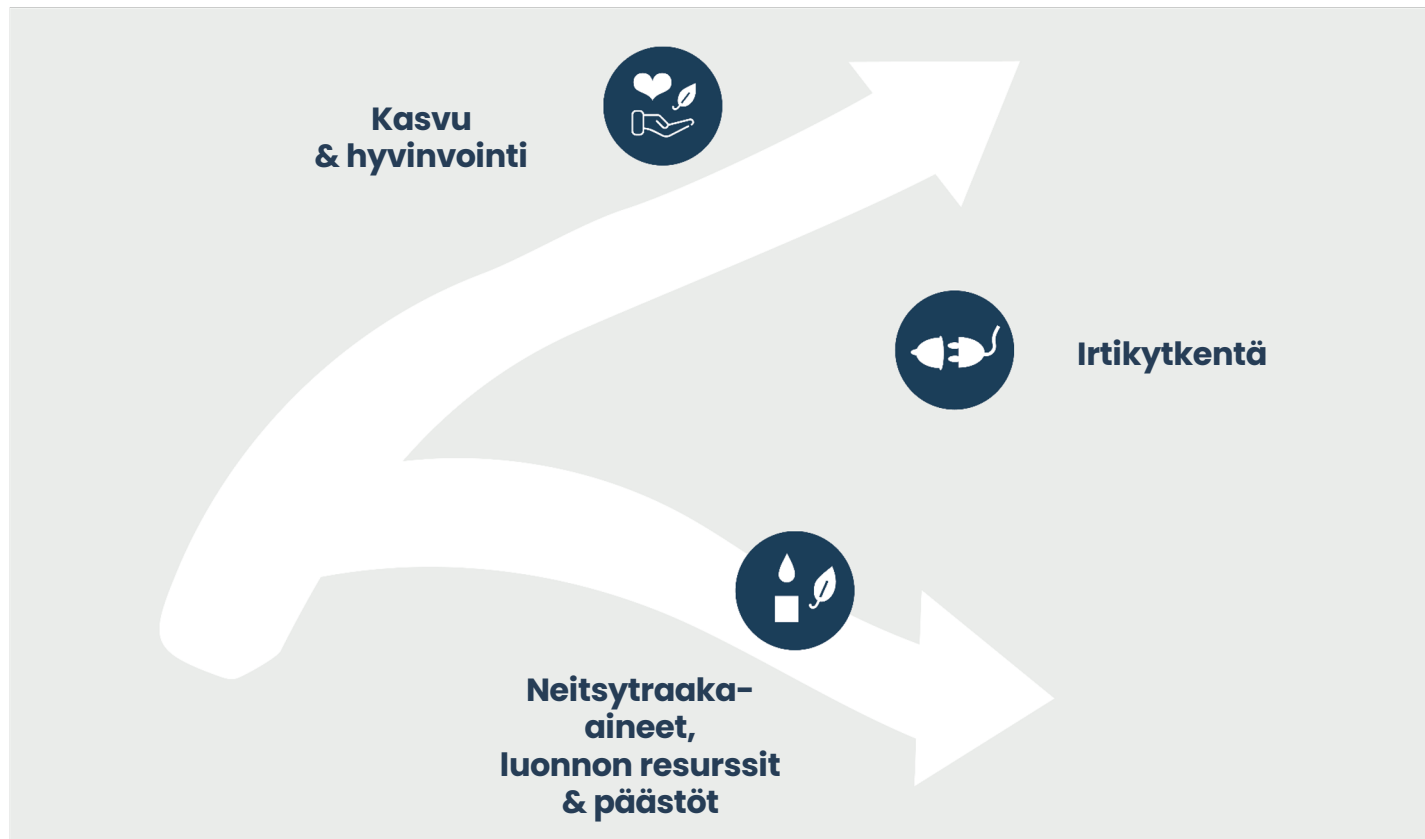 Kasvu
& hyvinvointi
Irtikytkentä
Neitsytraaka-
aineet,
luonnon resurssit
& päästöt